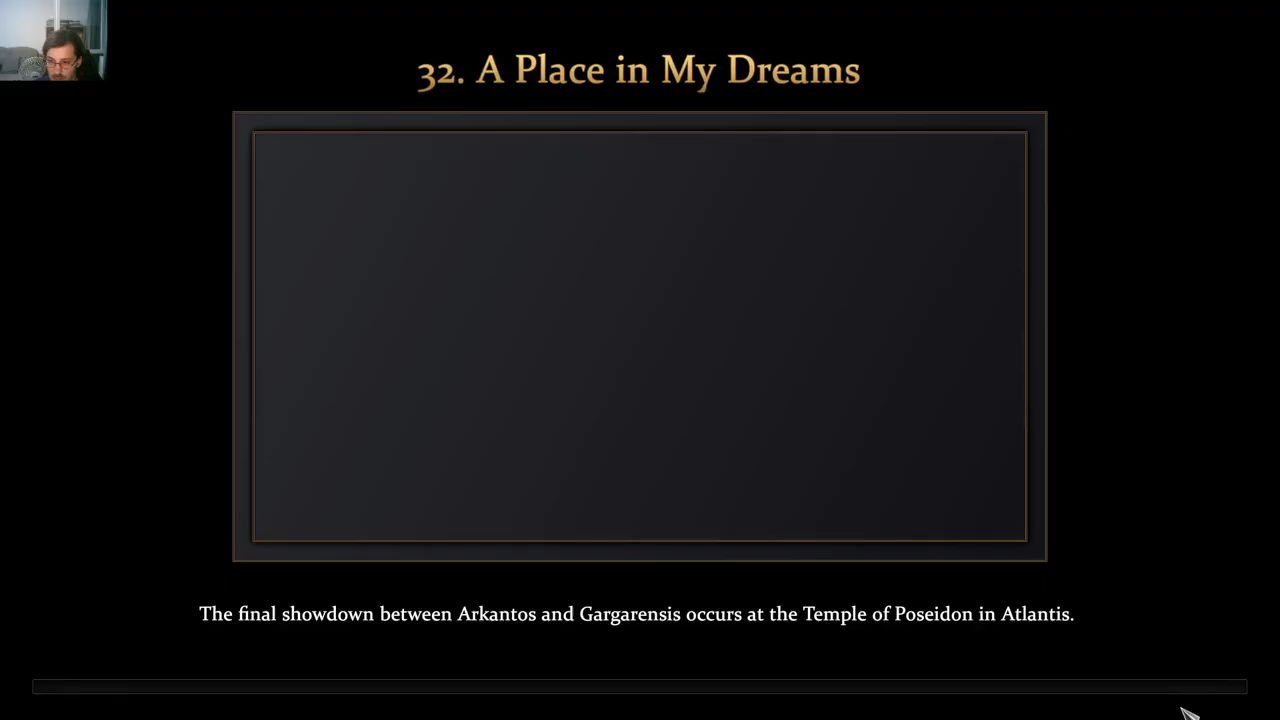 32. A Place in My Dreams
The final showdown between Arkantos and Gargarensis occurs at the Temple of Poseidon in Atlantis.